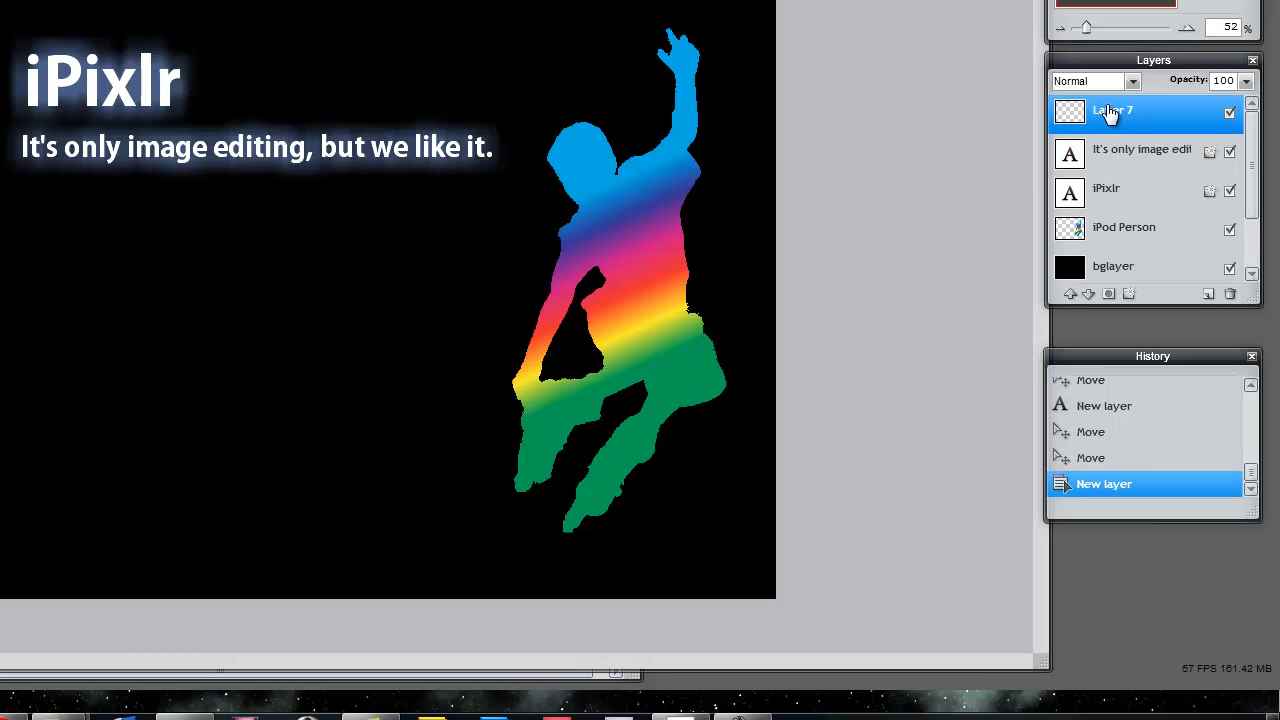 iPixlr
It's only image editing, but we like it.
52 %
Layers
Normal
Opacity: 100
Layer 7
It's only image edit
A
iPixlr
A
iPod Person
bglayer
History
Move
New layer
Move
Move
New layer
57 FPS 161.42 MB